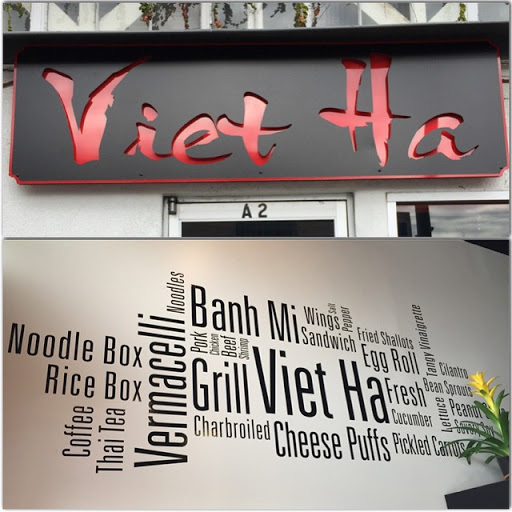 Viet Ha
A2
Noodle Box
Rice Box
Coffee
Thai Tea
Vermacelli
Noodles
Banh Mi
Pork
Chicken
Beef
Shrimp
Grill
Charbroiled
Viet Ha
Wings
Salt
Pepper
Sandwich
Fried Shallots
Egg Roll
Fresh
Cheese Puffs
Cucumber
Pickled Carrots
Tangy Vinaigrette
Cilantro
Bean Sprouts
Lettuce
Peanut